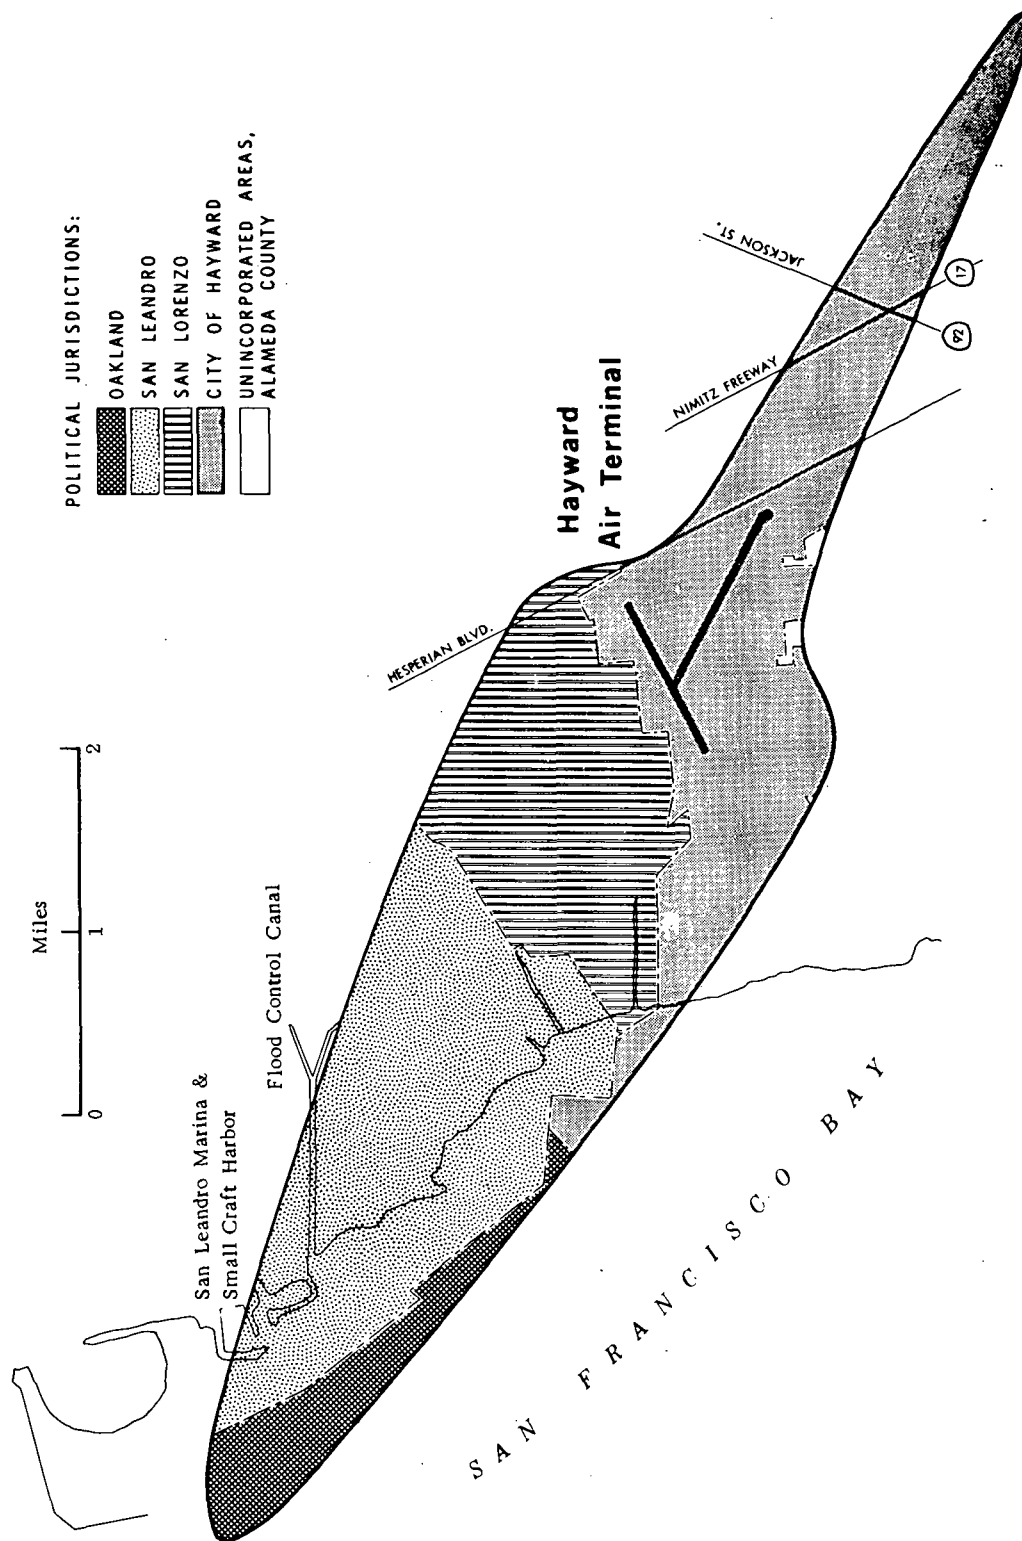 POLITICAL JURISDICTIONS:
OAKLAND
SAN LEANDRO
SAN LORENZO
CITY OF HAYWARD
UNINCORPORATED AREAS,
ALAMEDA COUNTY
Miles
0
1
2
San Leandro Marina &
Small Craft Harbor
Flood Control Canal
HESPERIAN BLVD.
Hayward
Air Terminal
NIMITZ FREEWAY
JACKSON ST.
17
92
SAN FRANCISCO BAY